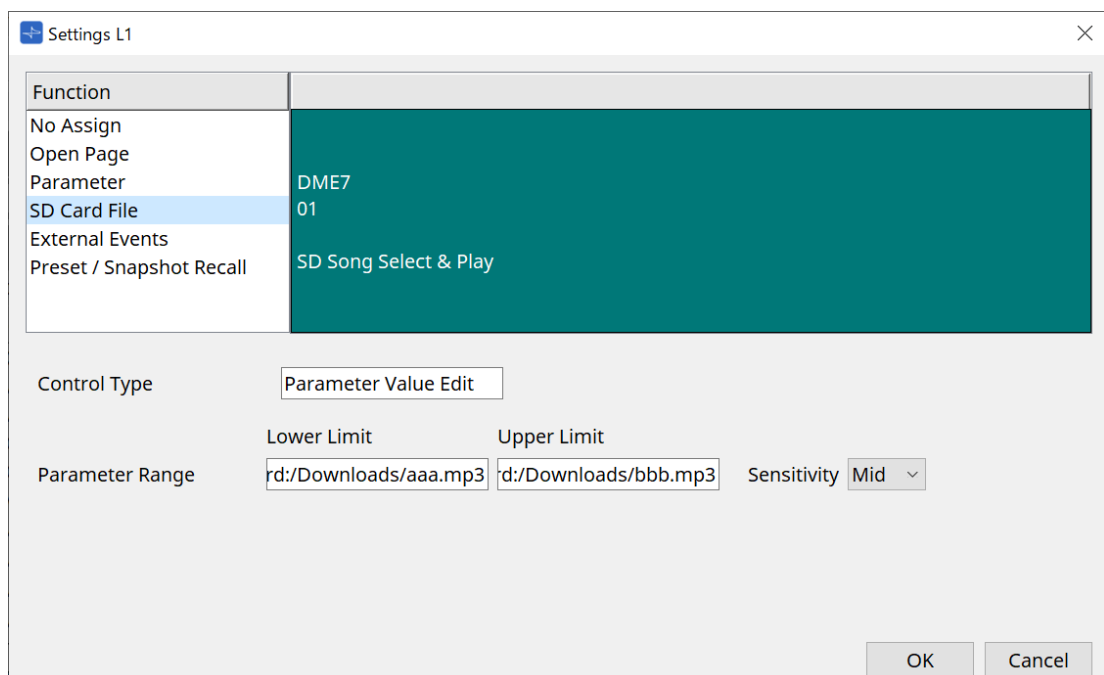 Settings L1
Function
No Assign
Open Page
Parameter
SD Card File
External Events
Preset / Snapshot Recall
DME7
01
SD Song Select & Play
Control Type
Parameter Value Edit
Lower Limit
Upper Limit
Parameter Range
rd:/Downloads/aaa.mp3
rd:/Downloads/bbb.mp3
Sensitivity
Mid
OK
Cancel